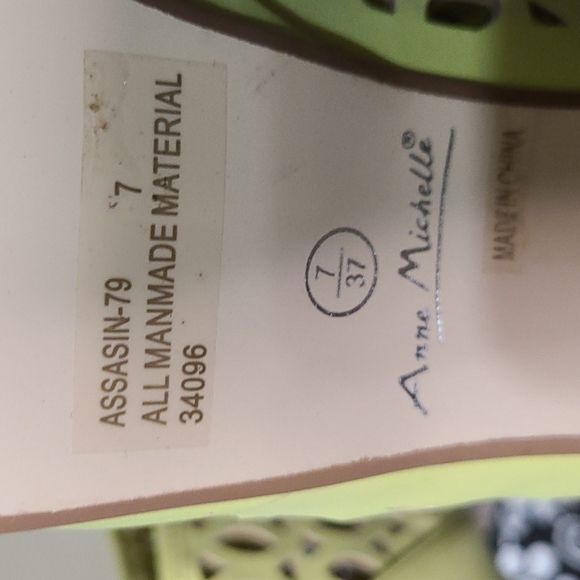 ASSASIN-79 7
ALL MANMADE MATERIAL
34096
7
37
Anne Michelle®
MADE IN CHINA